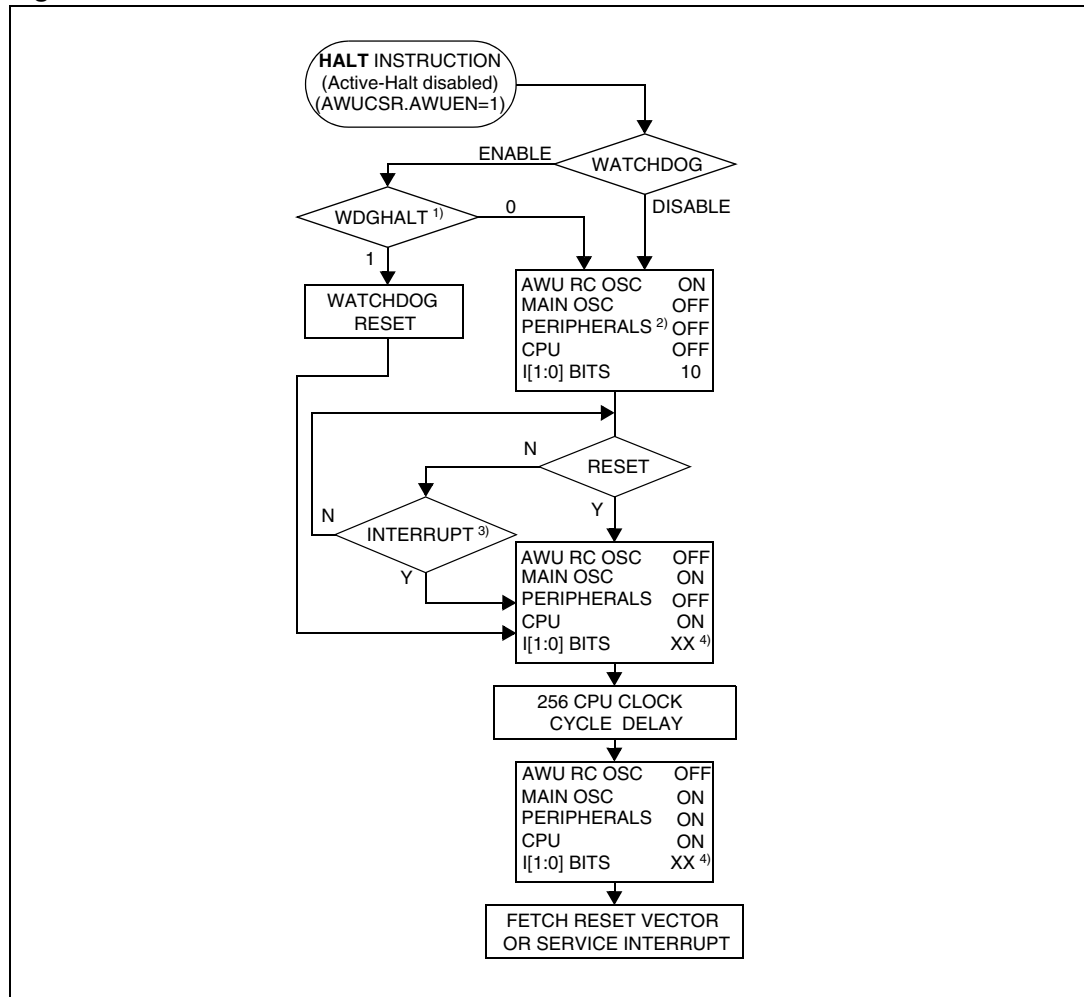 HALT INSTRUCTION
(Active-Halt disabled)
(AWUCSR.AWUEN=1)
ENABLE
WATCHDOG
WDGHALT 1)
0
DISABLE
1
WATCHDOG
RESET
AWU RC OSC ON
MAIN OSC OFF
PERIPHERALS 2) OFF
CPU OFF
I[1:0] BITS 10
N
RESET
N
INTERRUPT 3)
Y
Y
AWU RC OSC OFF
MAIN OSC ON
PERIPHERALS OFF
CPU ON
I[1:0] BITS XX 4)
256 CPU CLOCK
CYCLE DELAY
AWU RC OSC OFF
MAIN OSC ON
PERIPHERALS ON
CPU ON
I[1:0] BITS XX 4)
FETCH RESET VECTOR
OR SERVICE INTERRUPT